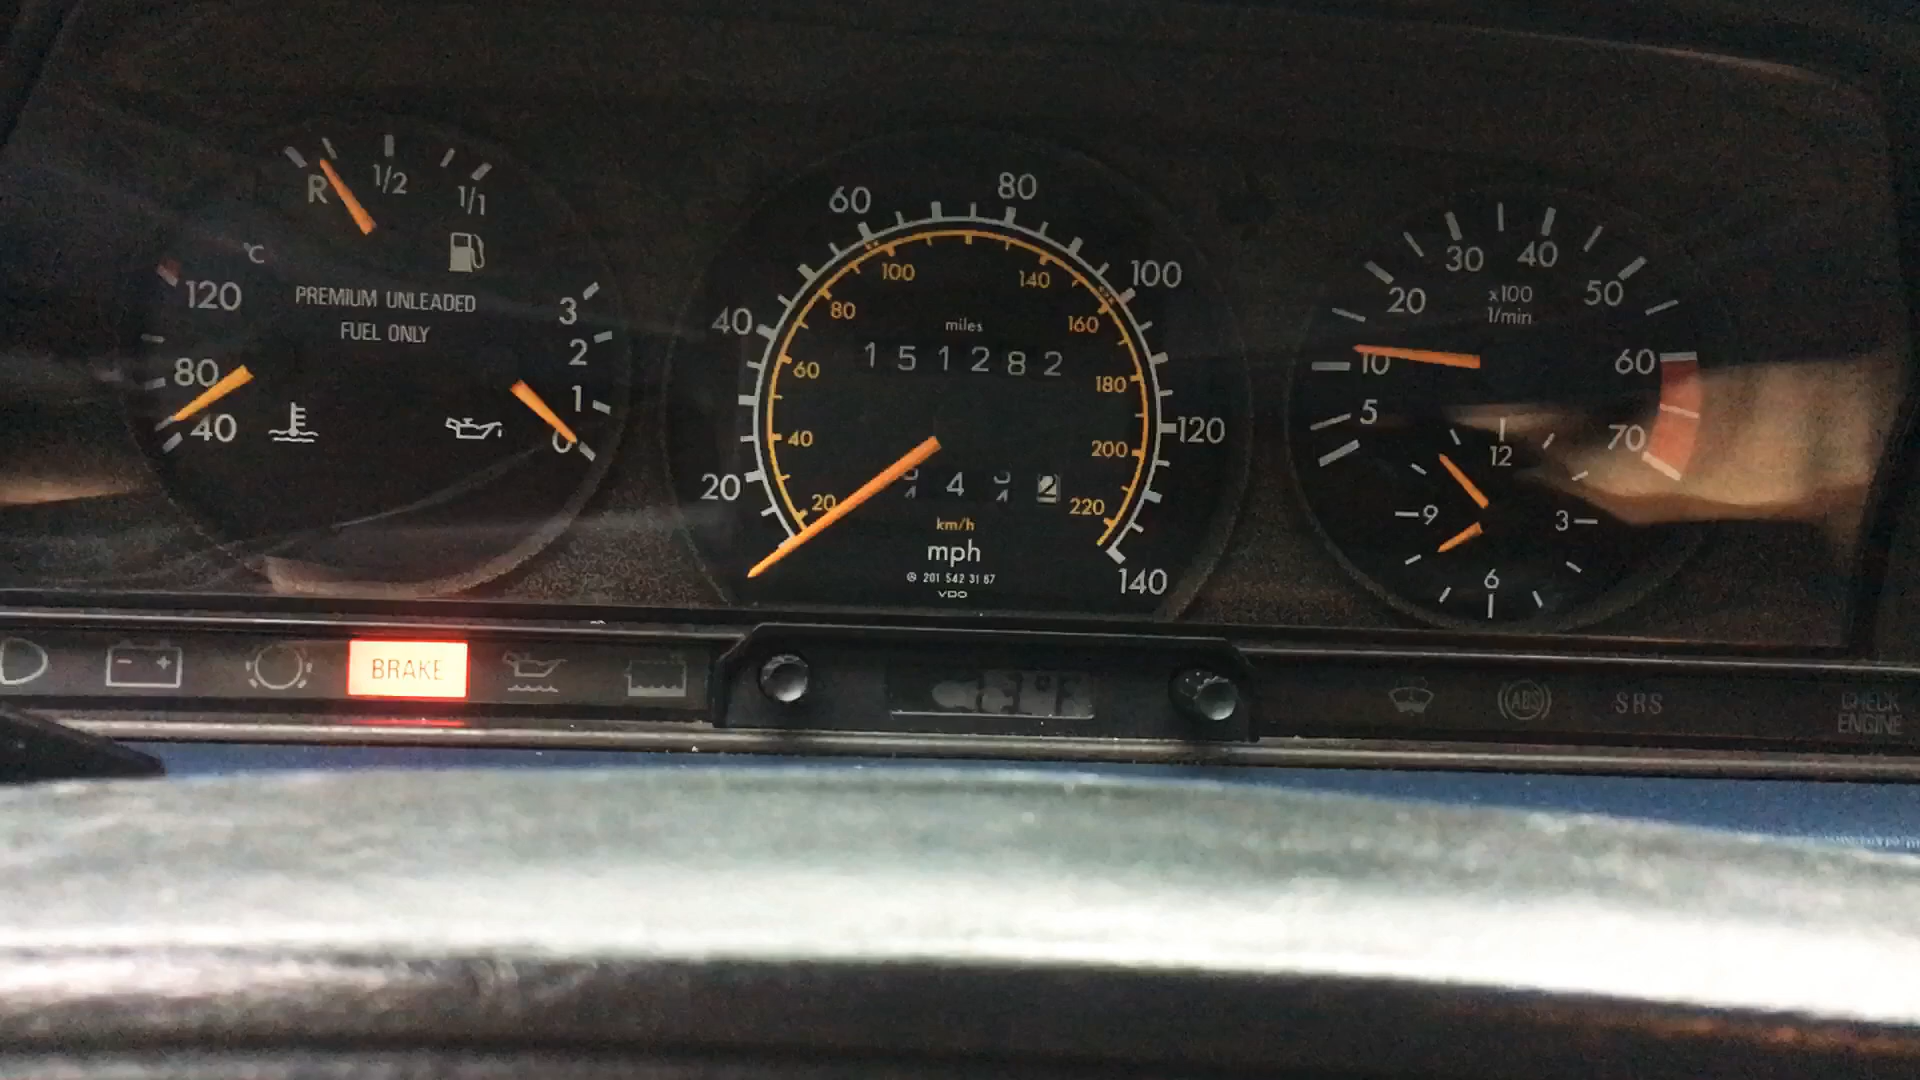 R 1/2 1/1
°C
120
80
40
PREMIUM UNLEADED
FUEL ONLY
3
2
1
0
20 40 60 80 100 120 140
20 40 60 80 100 140 160 180 200 220
miles
151282
4 2
km/h
mph
201 542 31 67
VDO
5 10 20 30 40 50 60 70
x100
1/min
12
9 3
6
BRAKE
ABS
SRS
CHECK
ENGINE